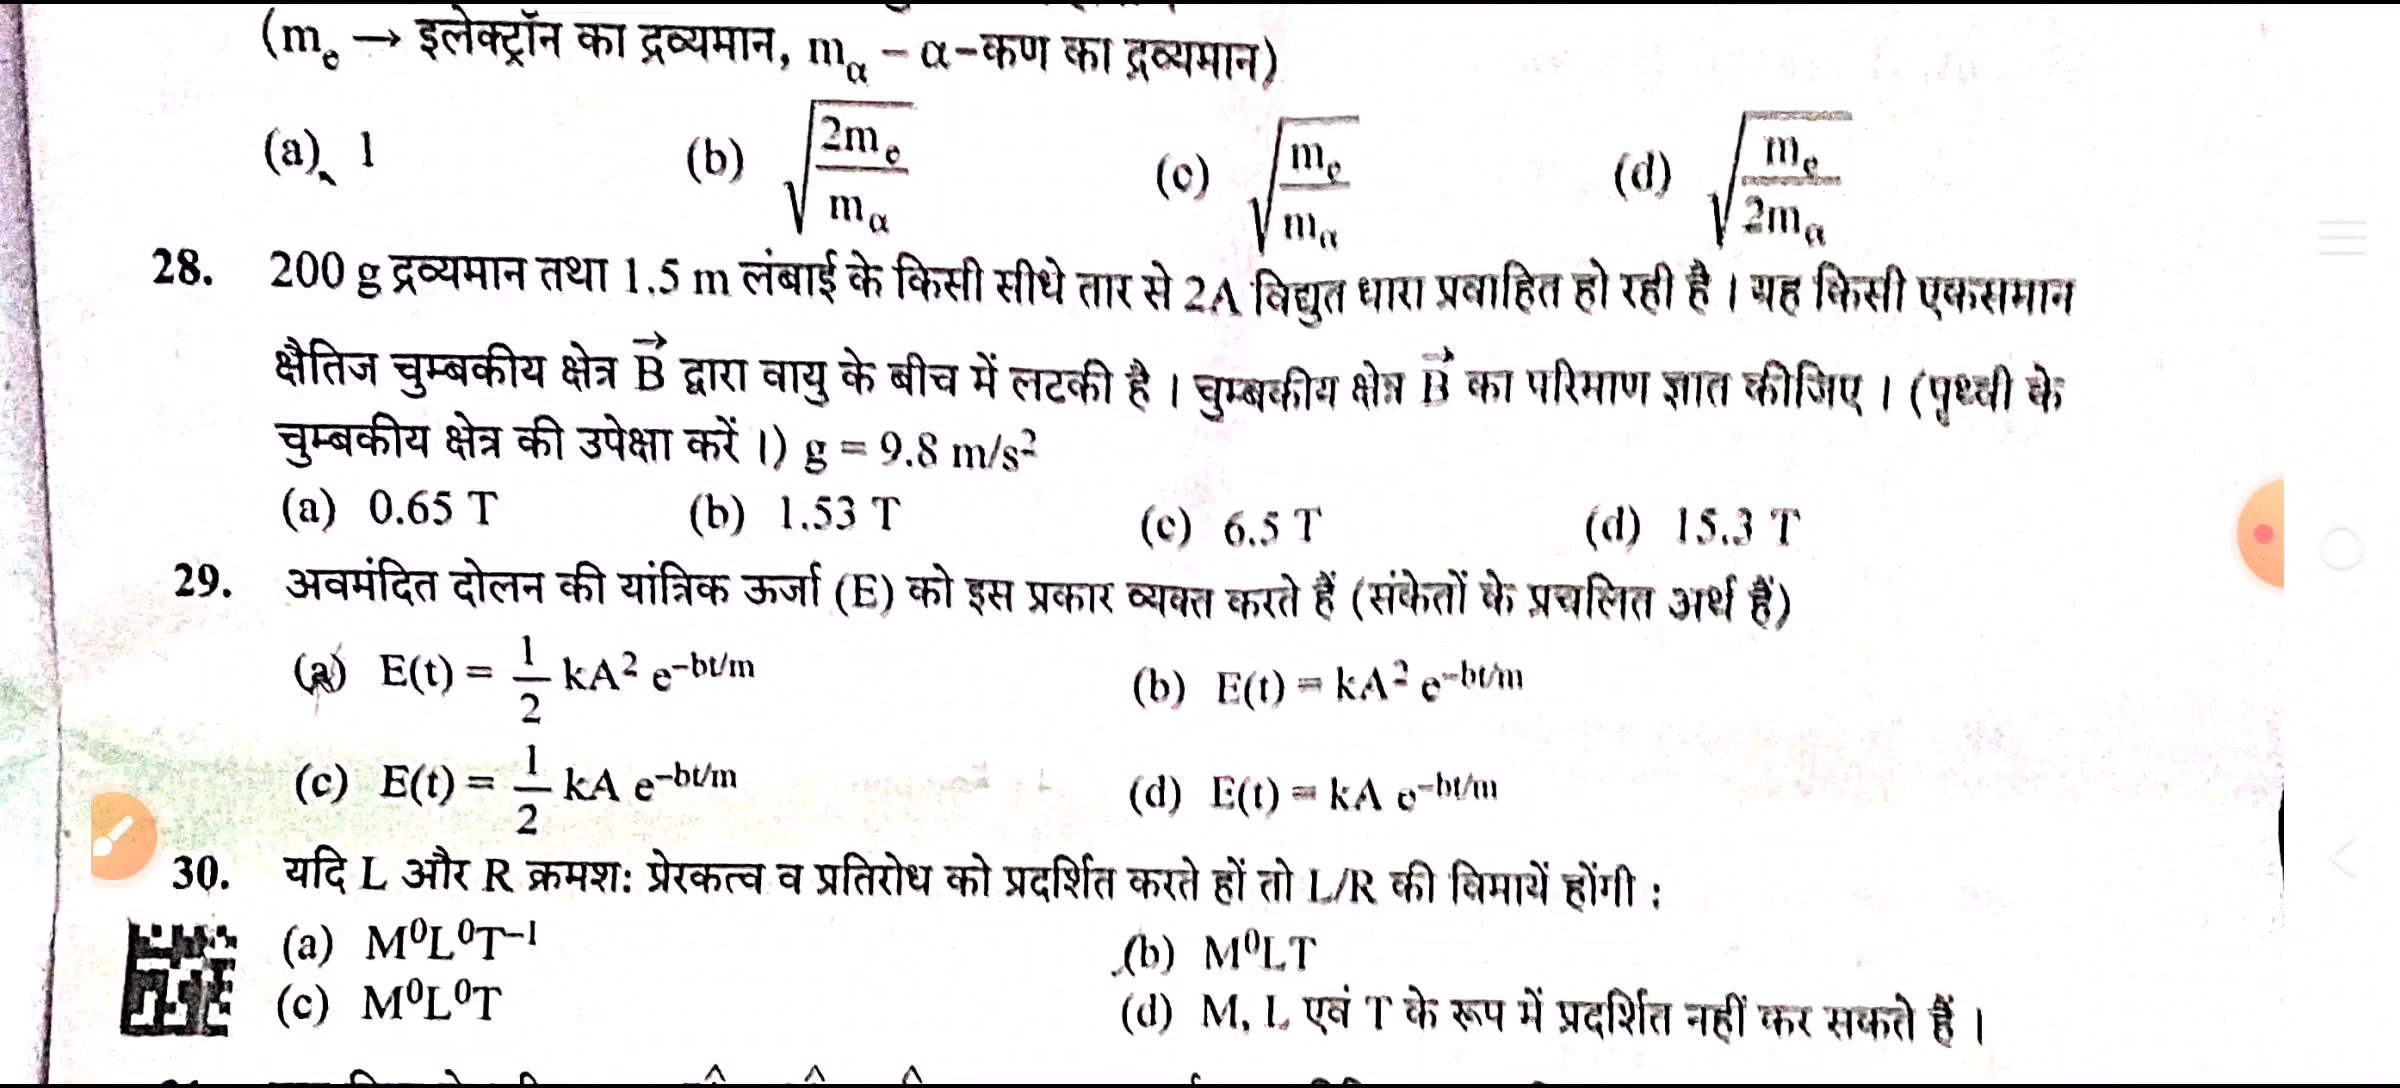 (mₑ → इलेक्ट्रॉन का द्रव्यमान, m_α – α-कण का द्रव्यमान)
(a) 1 (b) √(2mₑ/m_α) (c) √(mₑ/m_α) (d) √(mₑ/2m_α)
28. 200 g द्रव्यमान तथा 1.5 m लंबाई के किसी सीधे तार से 2A विद्युत धारा प्रवाहित हो रही है । यह किसी एकसमान
क्षैतिज चुम्बकीय क्षेत्र B⃗ द्वारा वायु के बीच में लटकी है । चुम्बकीय क्षेत्र B⃗ का परिमाण ज्ञात कीजिए । (पृथ्वी के
चुम्बकीय क्षेत्र की उपेक्षा करें ।) g = 9.8 m/s²
(a) 0.65 T (b) 1.53 T (c) 6.5 T (d) 15.3 T
29. अवमंदित दोलन की यांत्रिक ऊर्जा (E) को इस प्रकार व्यक्त करते हैं (संकेतों के प्रचलित अर्थ हैं)
(a) E(t) = 1/2 kA² e^(–bt/m) (b) E(t) = kA² e^(–bt/m)
(c) E(t) = 1/2 kA e^(–bt/m) (d) E(t) = kA e^(–bt/m)
30. यदि L और R क्रमशः प्रेरकत्व व प्रतिरोध को प्रदर्शित करते हों तो L/R की विमायें होंगी :
(a) M⁰L⁰T⁻¹ (b) M⁰LT
(c) M⁰L⁰T (d) M, L एवं T के रूप में प्रदर्शित नहीं कर सकते हैं ।